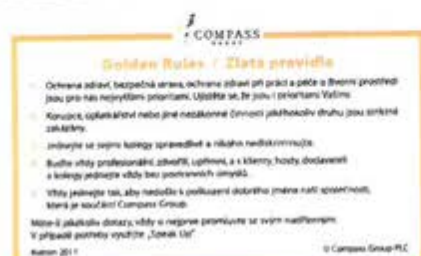 COMPASS
GROUP
Golden Rules / Zlatá pravidla
Ochrana zdraví, bezpečná strava, ochrana zdraví při práci a péče o životní prostředí
jsou pro nás nejvyššími prioritami. Ujistěte se, že jsou i prioritami Vašimi.
Korupce, úplatkářství nebo jiné nezákonné činnosti jakéhokoliv druhu jsou striktně
zakázány.
Jednejte se svými kolegy spravedlivě a nikoho nediskriminujte.
Buďte vždy profesionální, zdvořilí, upřímní, a s klienty, hosty, dodavateli
a kolegy jednejte vždy bez postranních úmyslů.
Vždy jednejte tak, aby nedošlo k poškození dobrého jména naší společnosti,
která je součástí Compass Group.
Máte-li jakékoliv dotazy, vždy si nejprve promluvte se svým nadřízeným.
V případě potřeby využijte „Speak Up“
2011
© Compass Group PLC